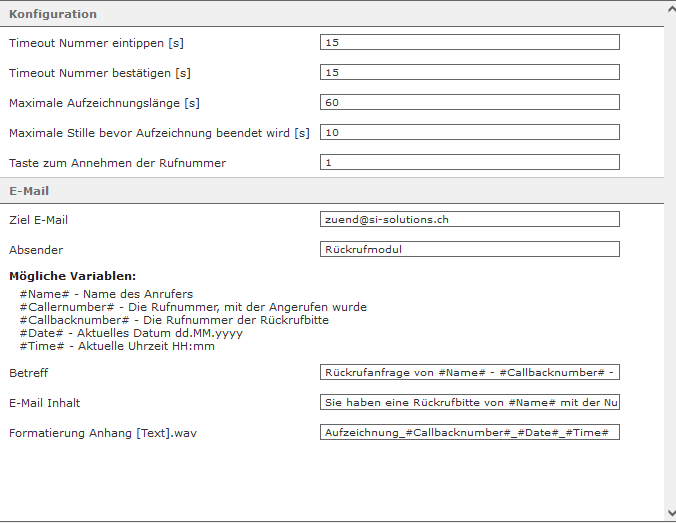 Konfiguration
Timeout Nummer eintippen [s] 15
Timeout Nummer bestätigen [s] 15
Maximale Aufzeichnungslänge [s] 60
Maximale Stille bevor Aufzeichnung beendet wird [s] 10
Taste zum Annehmen der Rufnummer 1
E-Mail
Ziel E-Mail zuend@si-solutions.ch
Absender Rückrufmodul
Mögliche Variablen:
#Name# - Name des Anrufers
#Callernumber# - Die Rufnummer, mit der Angerufen wurde
#Callbacknumber# - Die Rufnummer der Rückrufbitte
#Date# - Aktuelles Datum dd.MM.yyyy
#Time# - Aktuelle Uhrzeit HH:mm
Betreff Rückrufanfrage von #Name# - #Callbacknumber# -
E-Mail Inhalt Sie haben eine Rückrufbitte von #Name# mit der Nu
Formatierung Anhang [Text].wav Aufzeichnung_#Callbacknumber#_#Date#_#Time#